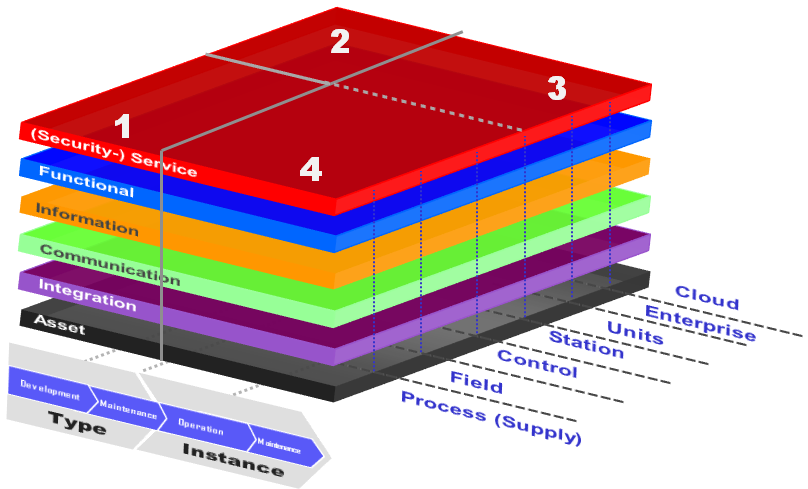 2
3
1
4
(Security-) Service
Functional
Information
Communication
Integration
Asset
Cloud
Enterprise
Units
Station
Control
Field
Process (Supply)
Development
Maintenance
Operation
Maintenance
Type
Instance